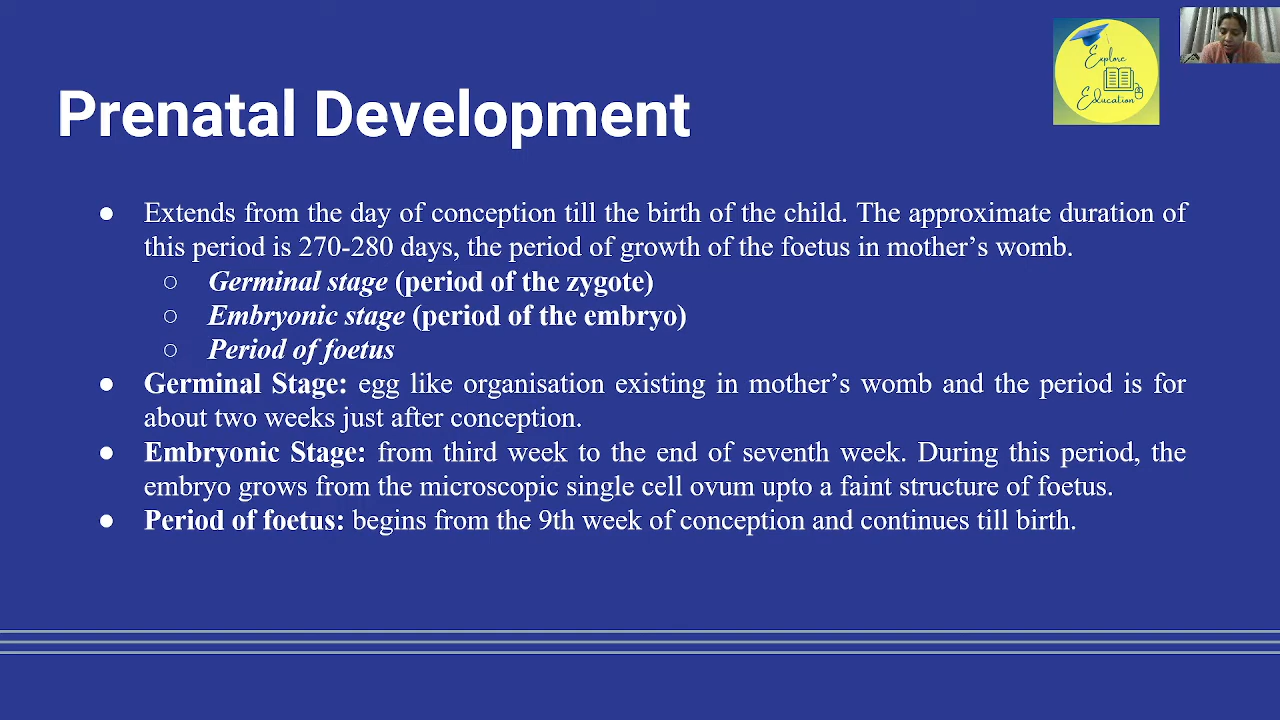 Explore
Education
Prenatal Development
● Extends from the day of conception till the birth of the child. The approximate duration of
this period is 270-280 days, the period of growth of the foetus in mother’s womb.
○ Germinal stage (period of the zygote)
○ Embryonic stage (period of the embryo)
○ Period of foetus
● Germinal Stage: egg like organisation existing in mother’s womb and the period is for
about two weeks just after conception.
● Embryonic Stage: from third week to the end of seventh week. During this period, the
embryo grows from the microscopic single cell ovum upto a faint structure of foetus.
● Period of foetus: begins from the 9th week of conception and continues till birth.